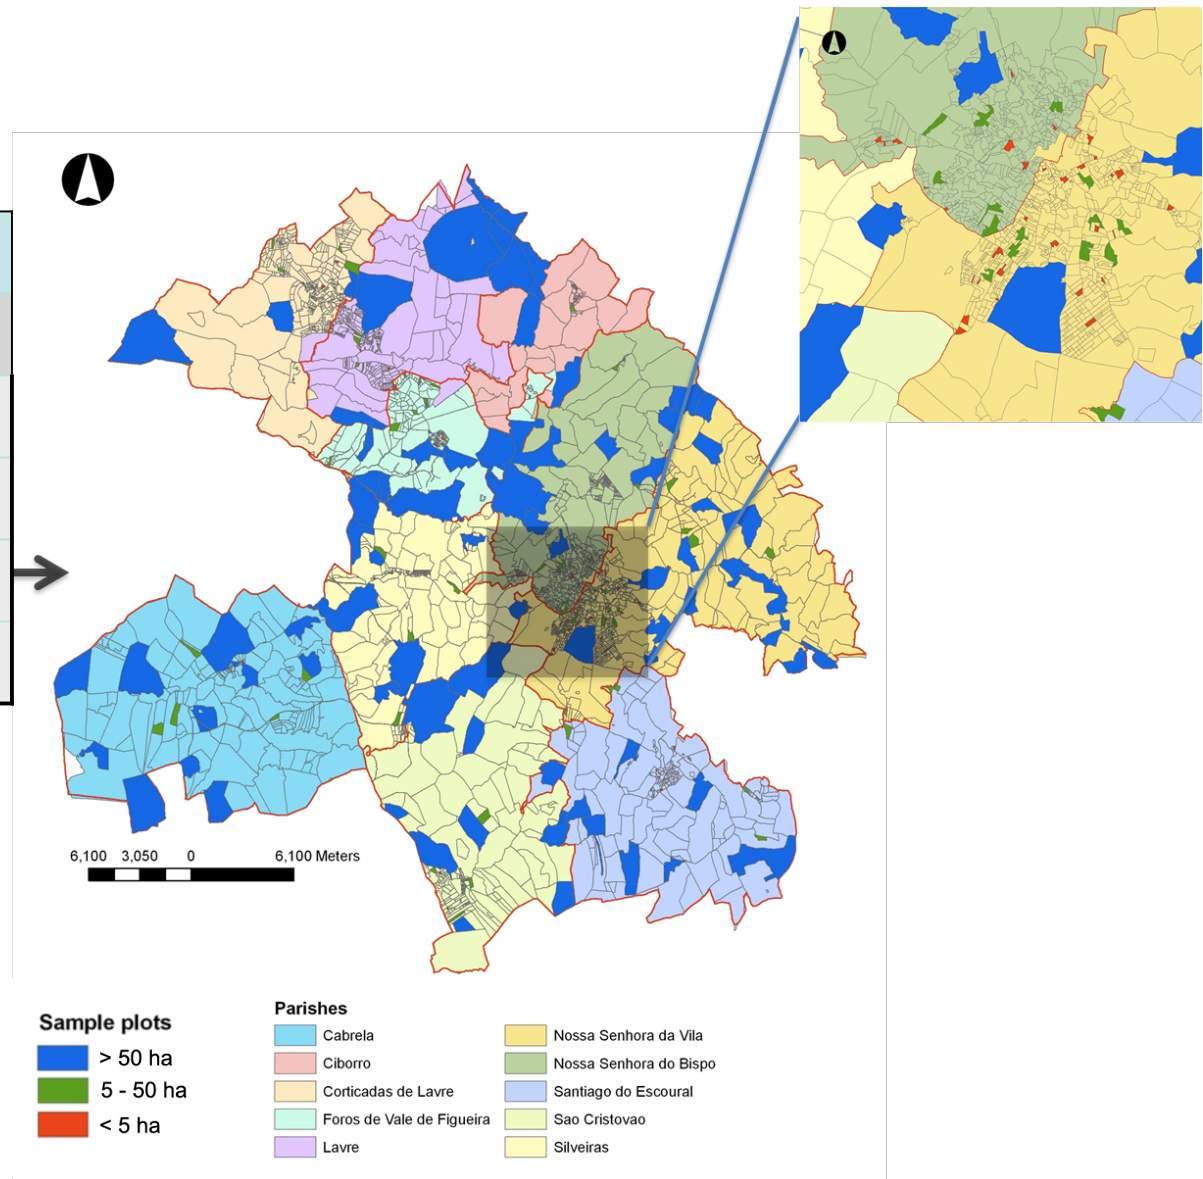 6,100 3,050 0 6,100 Meters
Sample plots
> 50 ha
5 - 50 ha
< 5 ha
Parishes
Cabrela
Ciborro
Corticadas de Lavre
Foros de Vale de Figueira
Lavre
Nossa Senhora da Vila
Nossa Senhora do Bispo
Santiago do Escoural
Sao Cristovao
Silveiras